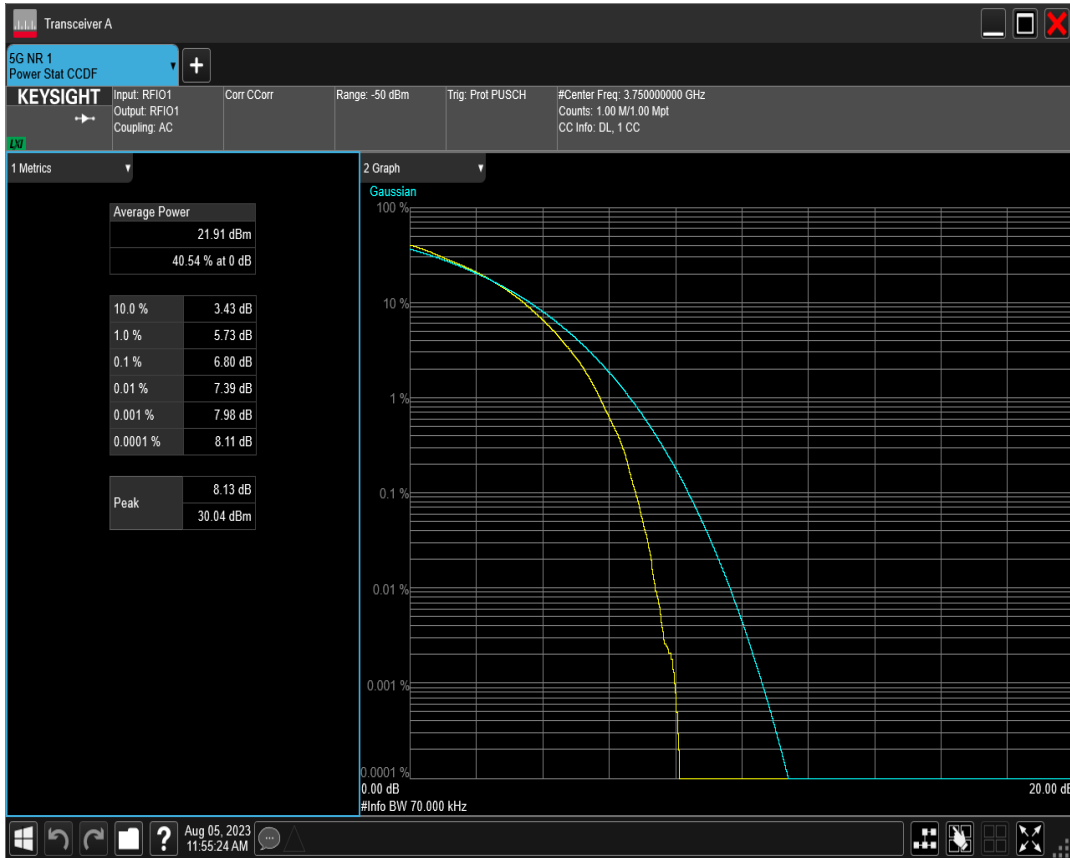 Transceiver A
5G NR 1
Power Stat CCDF
KEYSIGHT
LXI
Input: RFIO1
Output: RFIO1
Coupling: AC
Corr CCorr
Range: -50 dBm
Trig: Prot PUSCH
#Center Freq: 3.750000000 GHz
Counts: 1.00 M/1.00 Mpt
CC Info: DL, 1 CC
1 Metrics
Average Power
21.91 dBm
40.54 % at 0 dB
10.0 % 3.43 dB
1.0 % 5.73 dB
0.1 % 6.80 dB
0.01 % 7.39 dB
0.001 % 7.98 dB
0.0001 % 8.11 dB
Peak
8.13 dB
30.04 dBm
2 Graph
Gaussian
100 %
10 %
1 %
0.1 %
0.01 %
0.001 %
0.0001 %
0.00 dB 20.00 dB
#Info BW 70.000 kHz
Aug 05, 2023
11:55:24 AM